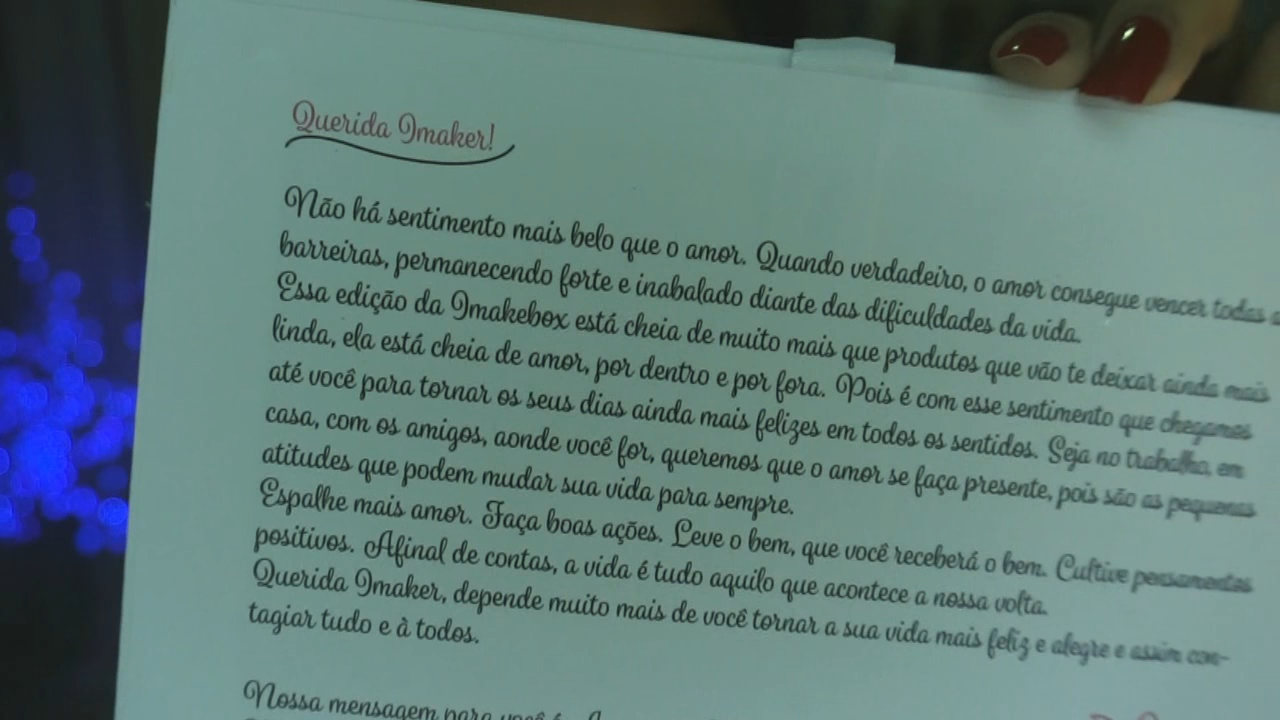 Querida Imaker!
Não há sentimento mais belo que o amor. Quando verdadeiro, o amor consegue vencer todas a
barreiras, permanecendo forte e inabalado diante das dificuldades da vida.
Essa edição da Imakebox está cheia de muito mais que produtos que vão te deixar ainda mais
linda, ela está cheia de amor, por dentro e por fora. Pois é com esse sentimento que chegamos
até você para tornar os seus dias ainda mais felizes em todos os sentidos. Seja no trabalho, em
casa, com os amigos, aonde você for, queremos que o amor se faça presente, pois são as pequenas
atitudes que podem mudar sua vida para sempre.
Espalhe mais amor. Faça boas ações. Leve o bem, que você receberá o bem. Cultive pensamentos
positivos. Afinal de contas, a vida é tudo aquilo que acontece a nossa volta.
Querida Imaker, depende muito mais de você tornar a sua vida mais feliz e alegre e assim con-
tagiar tudo e à todos.
Nossa mensagem para você é